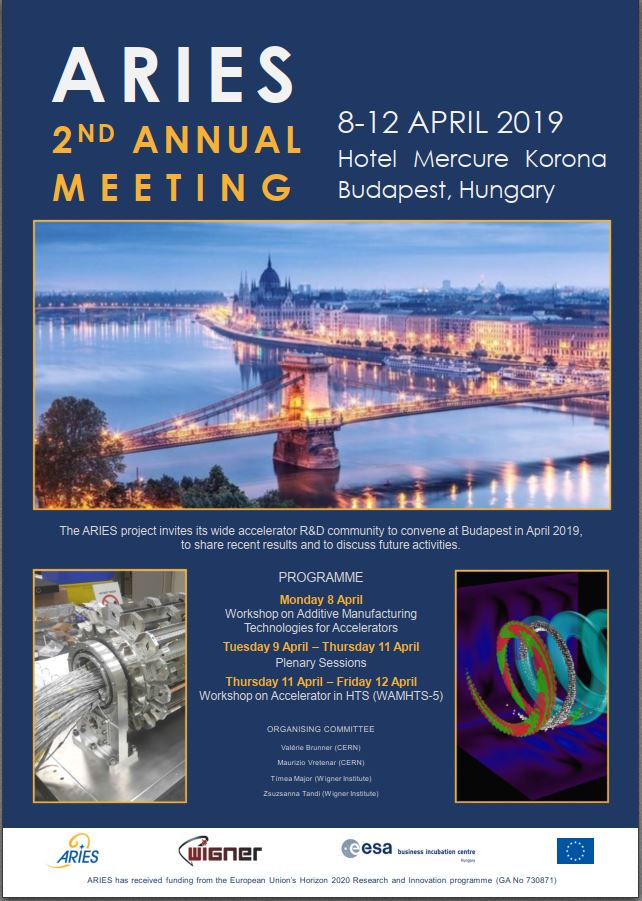 ARIES
2ND ANNUAL
MEETING
8-12 APRIL 2019
Hotel Mercure Korona
Budapest, Hungary
The ARIES project invites its wide accelerator R&D community to convene at Budapest in April 2019,
to share recent results and to discuss future activities.
PROGRAMME
Monday 8 April
Workshop on Additive Manufacturing
Technologies for Accelerators
Tuesday 9 April – Thursday 11 April
Plenary Sessions
Thursday 11 April – Friday 12 April
Workshop on Accelerator in HTS (WAMHTS-5)
ORGANISING COMMITTEE
Valérie Brunner (CERN)
Maurizio Vretenar (CERN)
Tímea Major (Wigner Institute)
Zsuzsanna Tandi (Wigner Institute)
ARIES
wigner
esa business incubation centre
Hungary
ARIES has received funding from the European Union's Horizon 2020 Research and Innovation programme (GA No 730871)